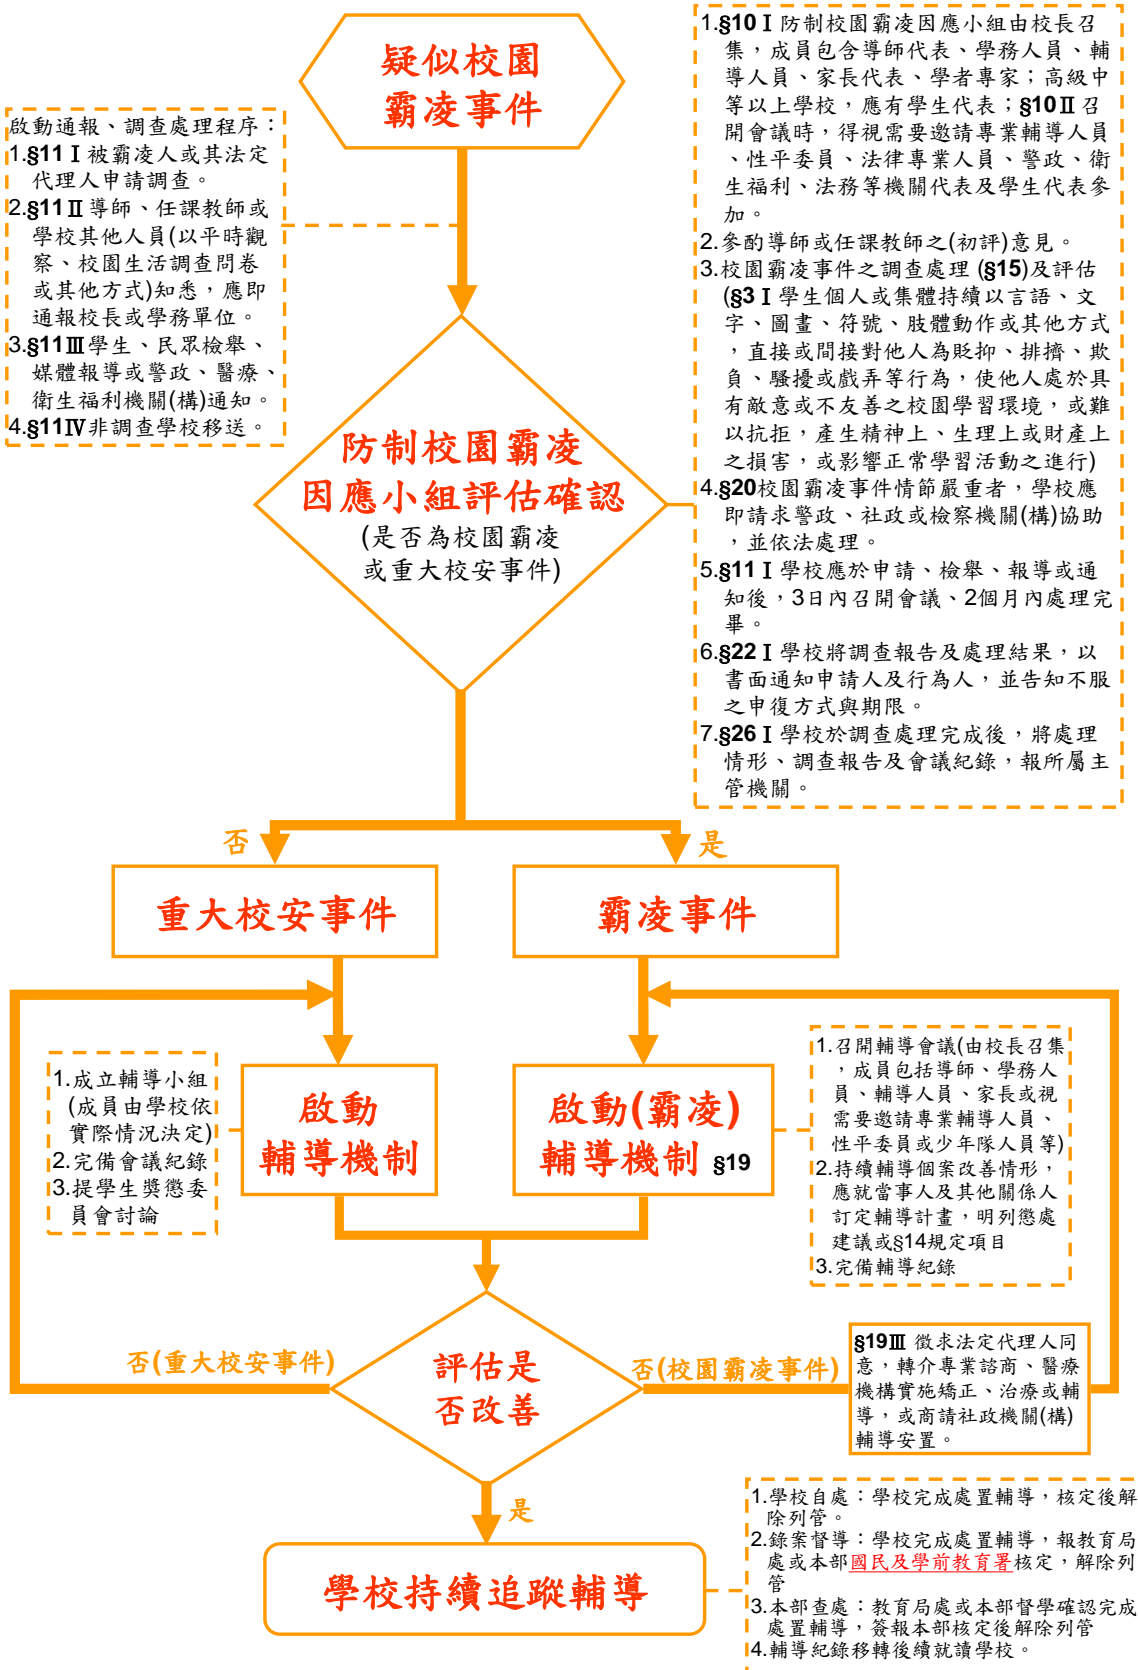 疑似校園
霸凌事件
啟動通報、調查處理程序：
1.§11Ⅰ被霸凌人或其法定
代理人申請調查。
2.§11Ⅱ導師、任課教師或
學校其他人員(以平時觀
察、校園生活調查問卷
或其他方式)知悉，應即
通報校長或學務單位。
3.§11Ⅲ學生、民眾檢舉、
媒體報導或警政、醫療、
衛生福利機關(構)通知。
4.§11Ⅳ非調查學校移送。
1.§10Ⅰ防制校園霸凌因應小組由校長召
集，成員包含導師代表、學務人員、輔
導人員、家長代表、學者專家；高級中
等以上學校，應有學生代表；§10Ⅱ召
開會議時，得視需要邀請專業輔導人員
、性平委員、法律專業人員、警政、衛
生福利、法務等機關代表及學生代表參
加。
2.參酌導師或任課教師之(初評)意見。
3.校園霸凌事件之調查處理 (§15)及評估
(§3Ⅰ學生個人或集體持續以言語、文
字、圖畫、符號、肢體動作或其他方式
，直接或間接對他人為貶抑、排擠、欺
負、騷擾或戲弄等行為，使他人處於具
有敵意或不友善之校園學習環境，或難
以抗拒，產生精神上、生理上或財產上
之損害，或影響正常學習活動之進行)
4.§20校園霸凌事件情節嚴重者，學校應
即請求警政、社政或檢察機關(構)協助
，並依法處理。
5.§11Ⅰ學校應於申請、檢舉、報導或通
知後，3日內召開會議、2個月內處理完
畢。
6.§22Ⅰ學校將調查報告及處理結果，以
書面通知申請人及行為人，並告知不服
之申復方式與期限。
7.§26Ⅰ學校於調查處理完成後，將處理
情形、調查報告及會議紀錄，報所屬主
管機關。
防制校園霸凌
因應小組評估確認
(是否為校園霸凌
或重大校安事件)
否
是
重大校安事件
霸凌事件
1.成立輔導小組
(成員由學校依
實際情況決定)
2.完備會議紀錄
3.提學生獎懲委
員會討論
啟動
輔導機制
啟動(霸凌)
輔導機制 §19
1.召開輔導會議(由校長召集
，成員包括導師、學務人
員、輔導人員、家長或視
需要邀請專業輔導人員、
性平委員或少年隊人員等)
2.持續輔導個案改善情形，
應就當事人及其他關係人
訂定輔導計畫，明列懲處
建議或§14規定項目
3.完備輔導紀錄
否(重大校安事件)
評估是
否改善
否(校園霸凌事件)
§19Ⅲ 徵求法定代理人同
意，轉介專業諮商、醫療
機構實施矯正、治療或輔
導，或商請社政機關(構)
輔導安置。
是
學校持續追蹤輔導
1.學校自處：學校完成處置輔導，核定後解
除列管。
2.錄案督導：學校完成處置輔導，報教育局
處或本部國民及學前教育署核定，解除列
管
3.本部查處：教育局處或本部督學確認完成
處置輔導，簽報本部核定後解除列管
4.輔導紀錄移轉後續就讀學校。